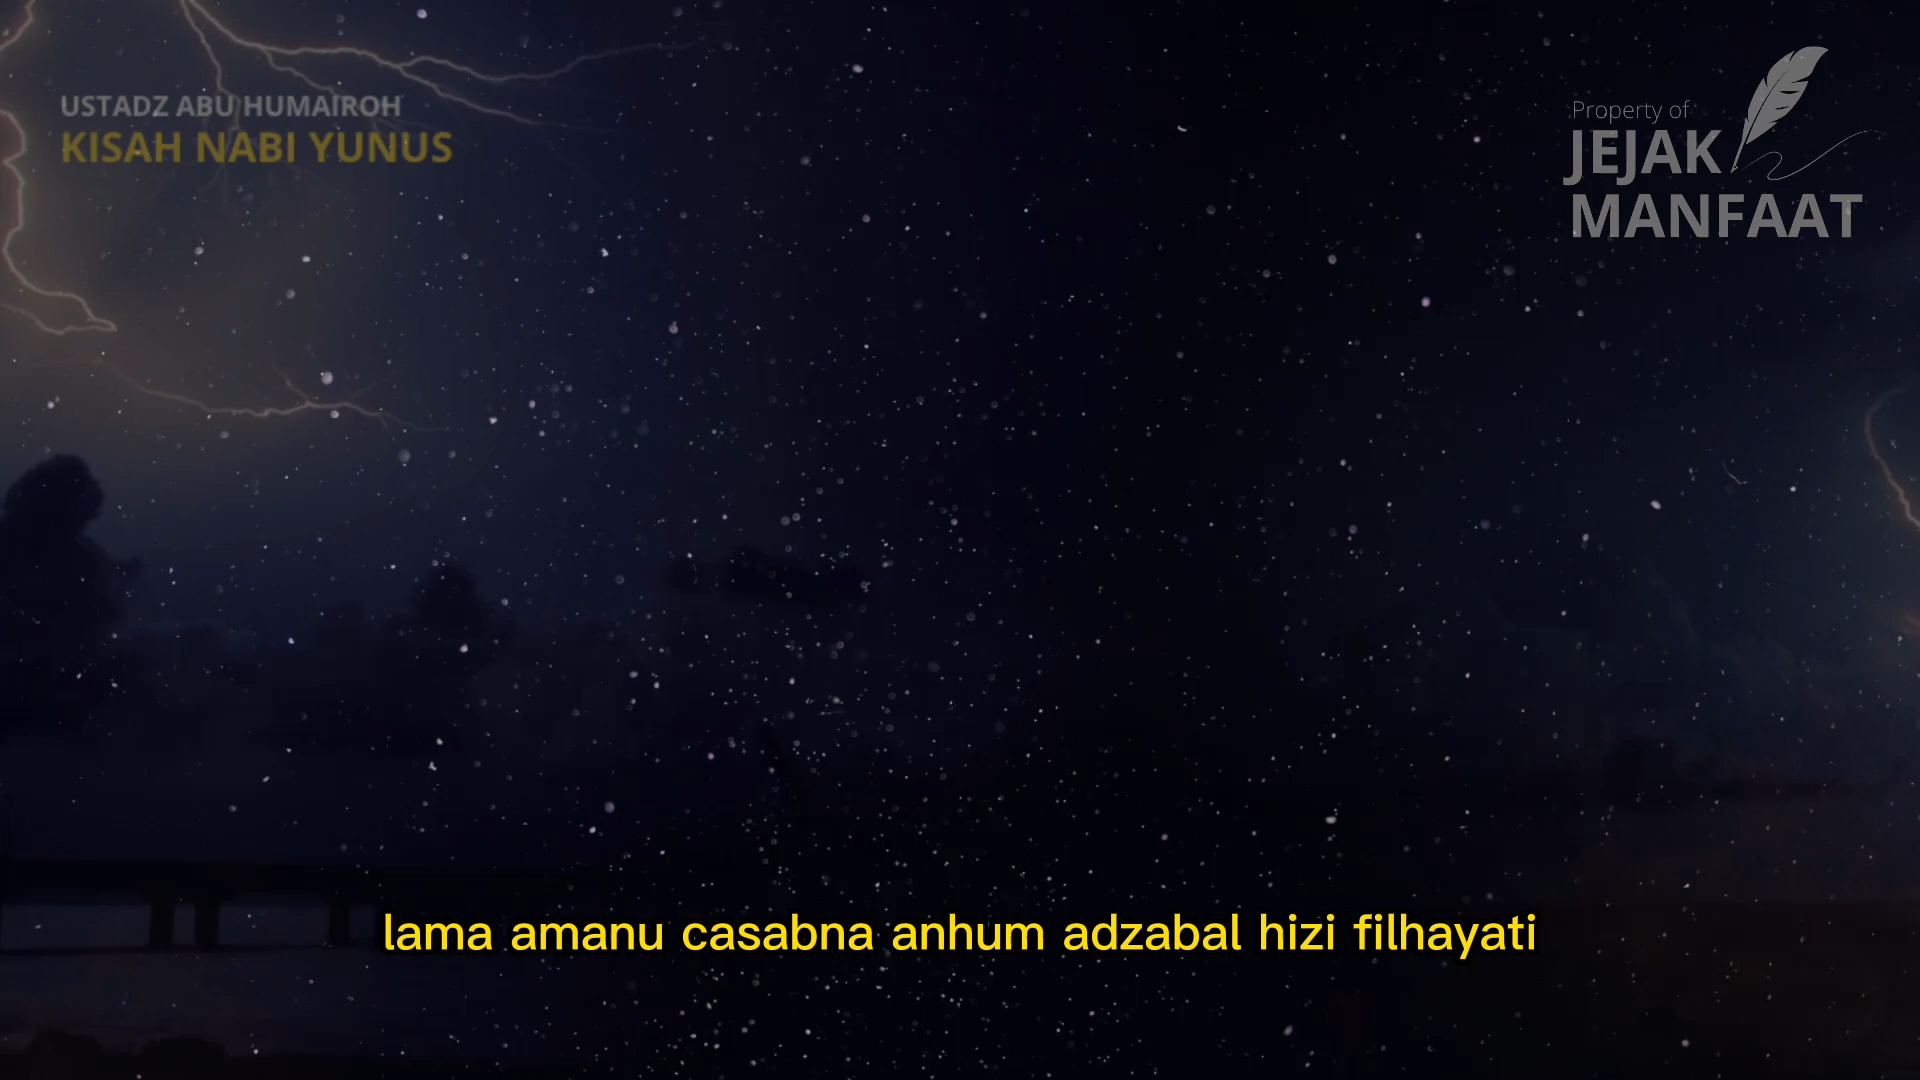 USTADZ ABU HUMAIROH
KISAH NABI YUNUS
Property of
JEJAK
MANFAAT
lama amanu casabna anhum adzabal hizi filhayati